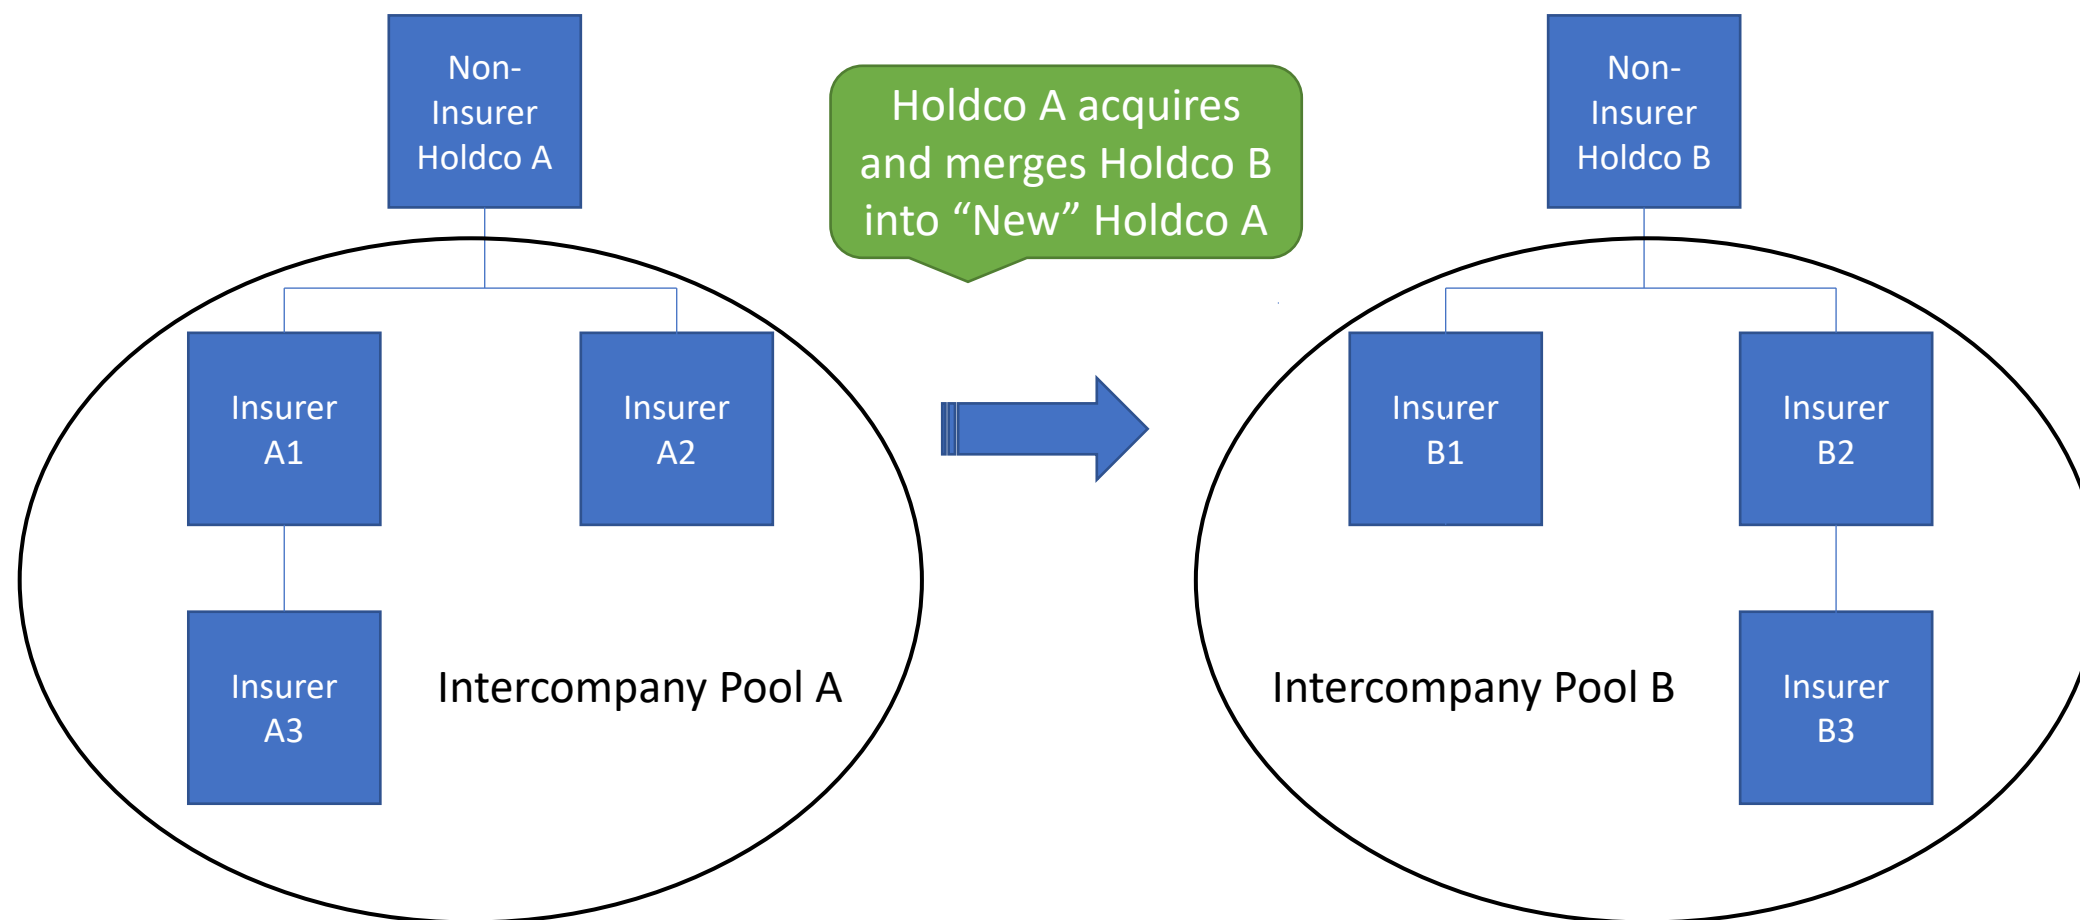 Non-
Insurer
Holdco A
Holdco A acquires
and merges Holdco B
into “New” Holdco A
Non-
Insurer
Holdco B
Insurer
A1
Insurer
A2
Insurer
B1
Insurer
B2
Insurer
A3
Intercompany Pool A
Intercompany Pool B
Insurer
B3